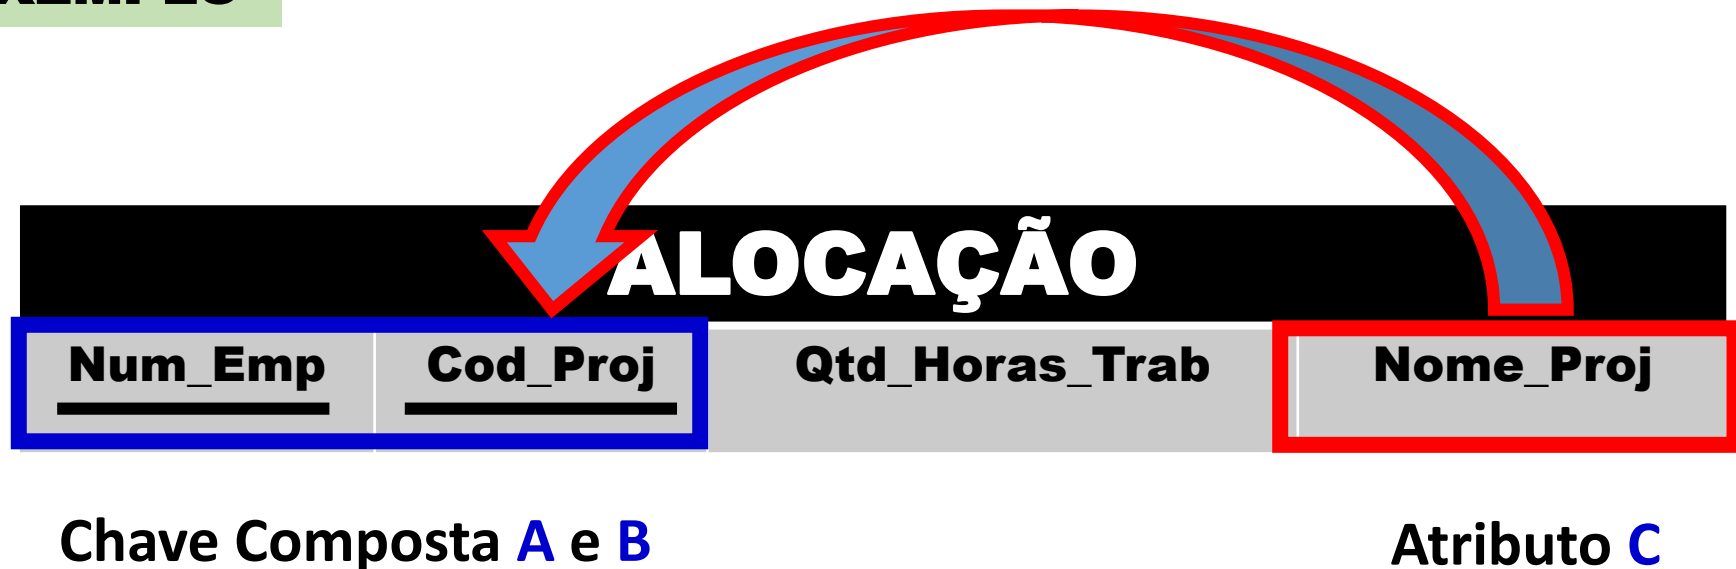 ALOCAÇÃO
Num_Emp Cod_Proj Qtd_Horas_Trab Nome_Proj
Chave Composta A e B Atributo C